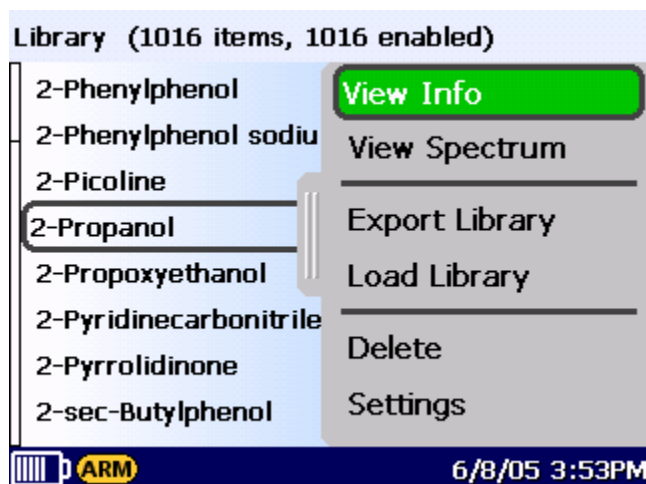 Library (1016 items, 1016 enabled)
2-Phenylphenol
2-Phenylphenol sodiu
2-Picoline
2-Propanol
2-Propoxyethanol
2-Pyridinecarbonitrile
2-Pyrrolidinone
2-sec-Butylphenol
View Info
View Spectrum
Export Library
Load Library
Delete
Settings
ARM
6/8/05 3:53PM